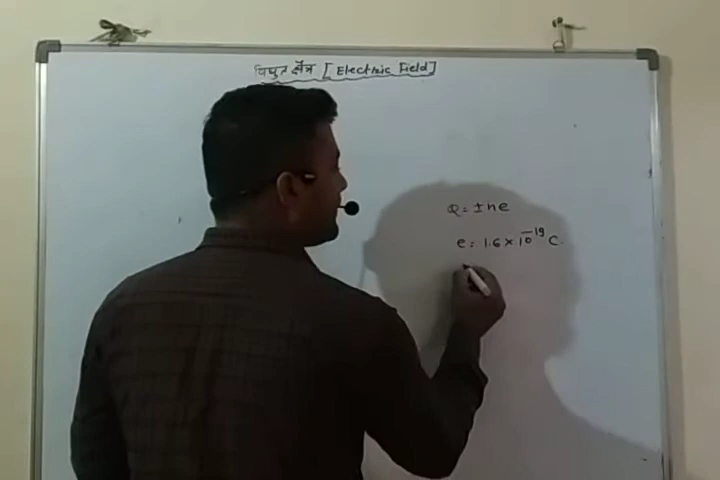 विधुत क्षेत्र [Electric Field]
Q = ±ne
e = 1.6 × 10⁻¹⁹ C.